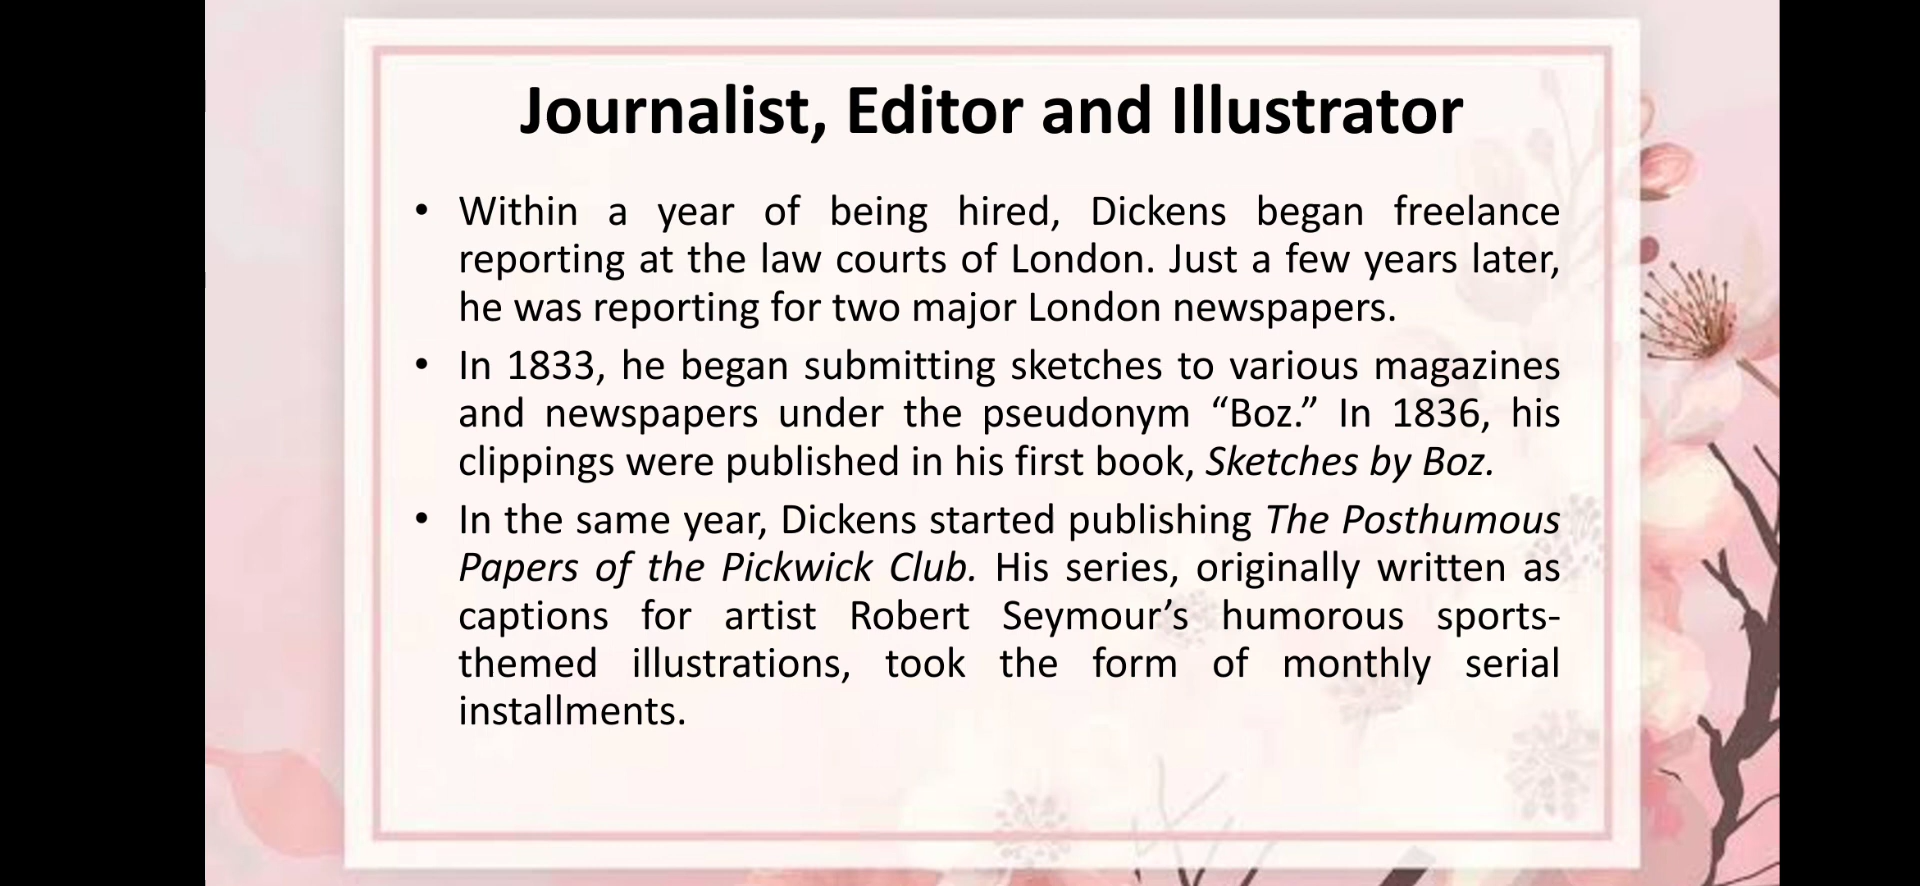 Journalist, Editor and Illustrator
• Within a year of being hired, Dickens began freelance
reporting at the law courts of London. Just a few years later,
he was reporting for two major London newspapers.
• In 1833, he began submitting sketches to various magazines
and newspapers under the pseudonym “Boz.” In 1836, his
clippings were published in his first book, Sketches by Boz.
• In the same year, Dickens started publishing The Posthumous
Papers of the Pickwick Club. His series, originally written as
captions for artist Robert Seymour’s humorous sports-
themed illustrations, took the form of monthly serial
installments.